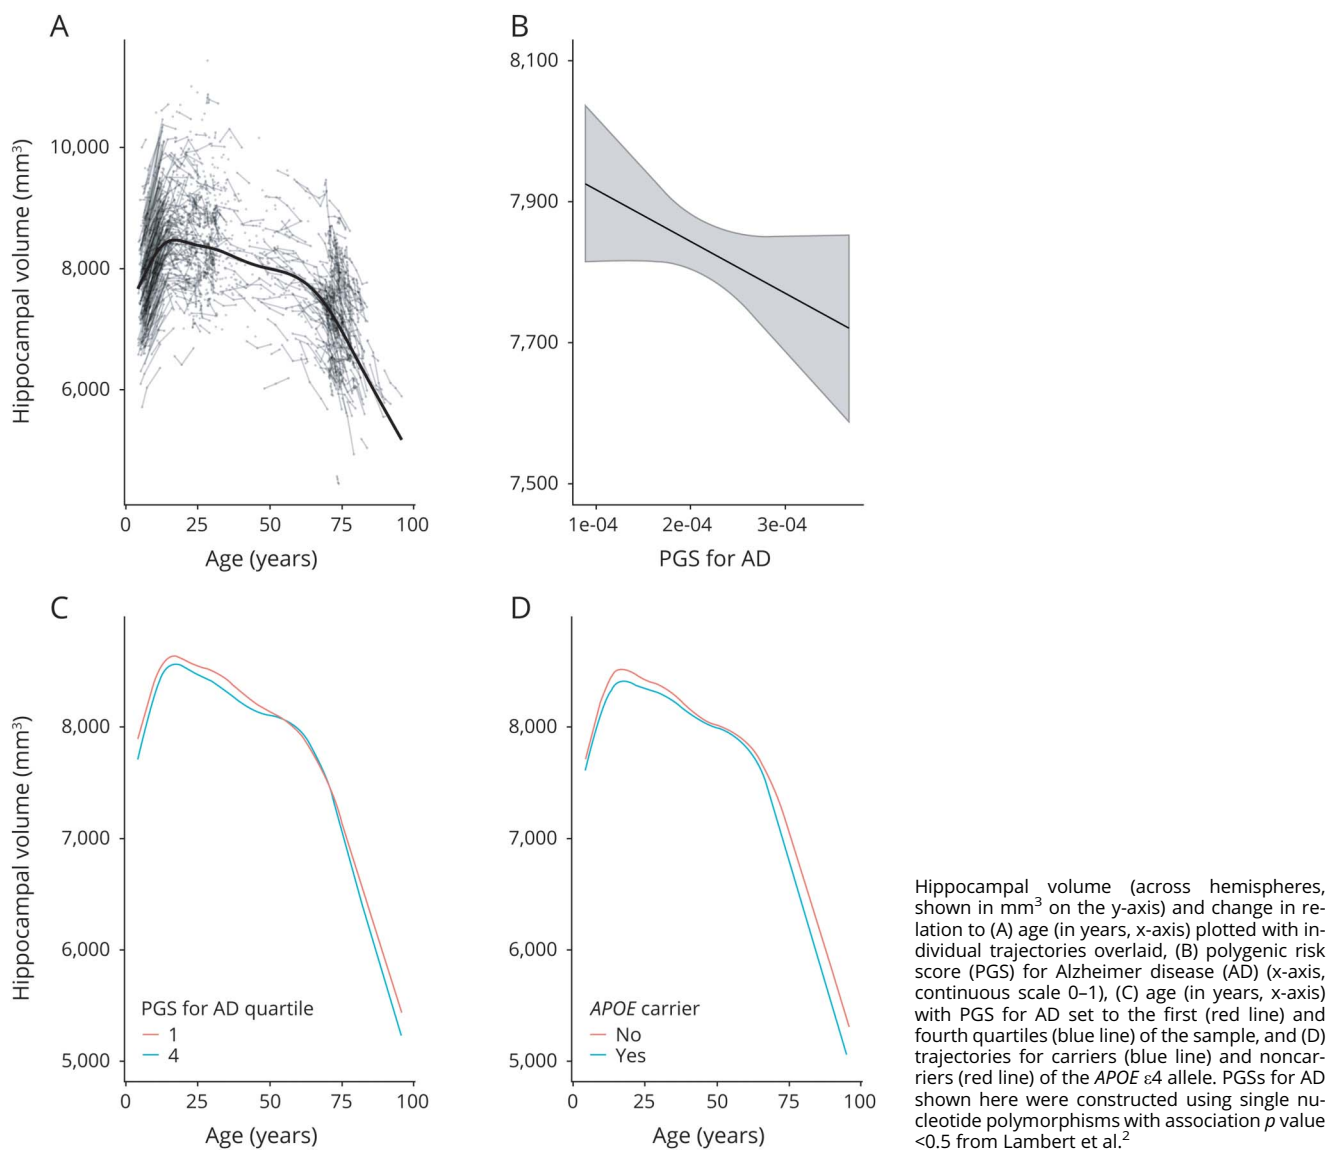 A
Hippocampal volume (mm³)
10,000
8,000
6,000
0 25 50 75 100
Age (years)
B
8,100
7,900
7,700
7,500
1e-04 2e-04 3e-04
PGS for AD
C
Hippocampal volume (mm³)
8,000
7,000
6,000
5,000
PGS for AD quartile
1
4
0 25 50 75 100
Age (years)
D
8,000
7,000
6,000
5,000
APOE carrier
No
Yes
0 25 50 75 100
Age (years)
Hippocampal volume (across hemispheres,
shown in mm³ on the y-axis) and change in re-
lation to (A) age (in years, x-axis) plotted with in-
dividual trajectories overlaid, (B) polygenic risk
score (PGS) for Alzheimer disease (AD) (x-axis,
continuous scale 0–1), (C) age (in years, x-axis)
with PGS for AD set to the first (red line) and
fourth quartiles (blue line) of the sample, and (D)
trajectories for carriers (blue line) and noncar-
riers (red line) of the APOE ε4 allele. PGSs for AD
shown here were constructed using single nu-
cleotide polymorphisms with association p value
<0.5 from Lambert et al.²